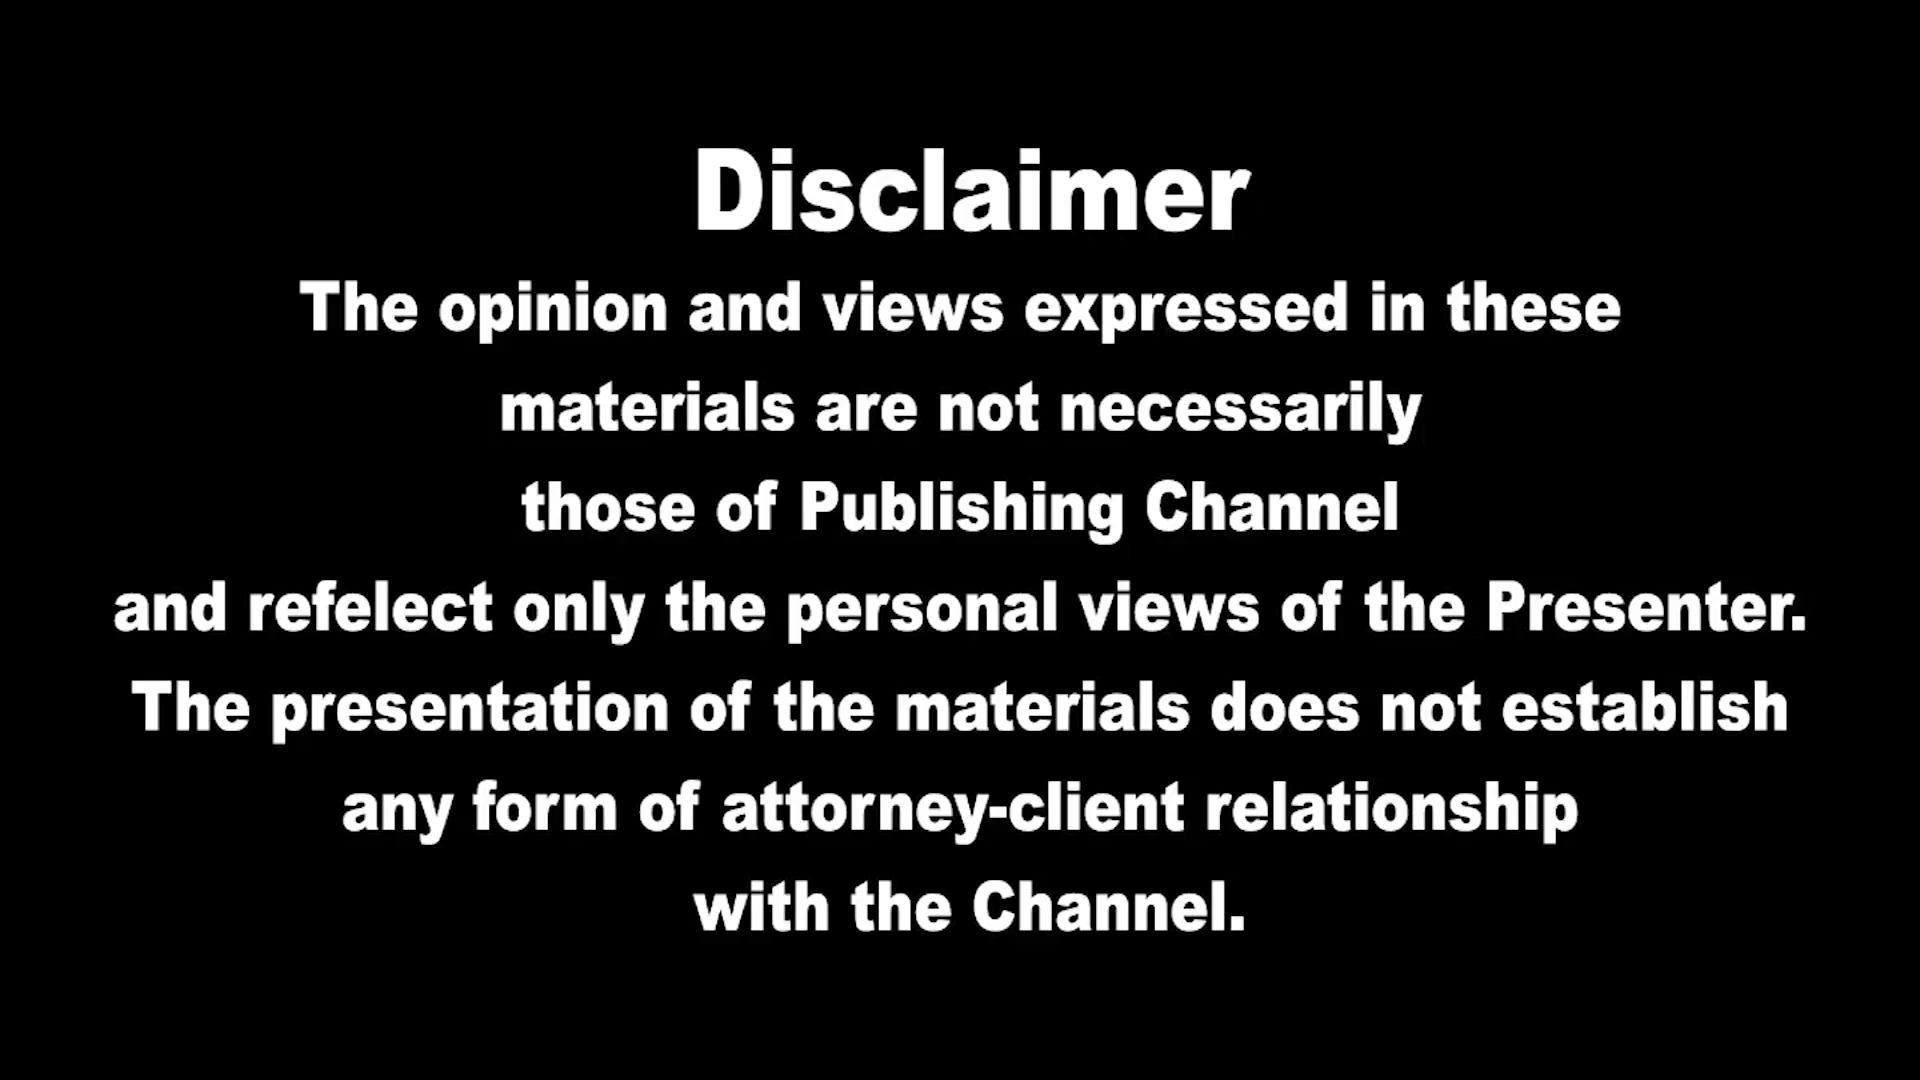 Disclaimer
The opinion and views expressed in these
materials are not necessarily
those of Publishing Channel
and refelect only the personal views of the Presenter.
The presentation of the materials does not establish
any form of attorney-client relationship
with the Channel.